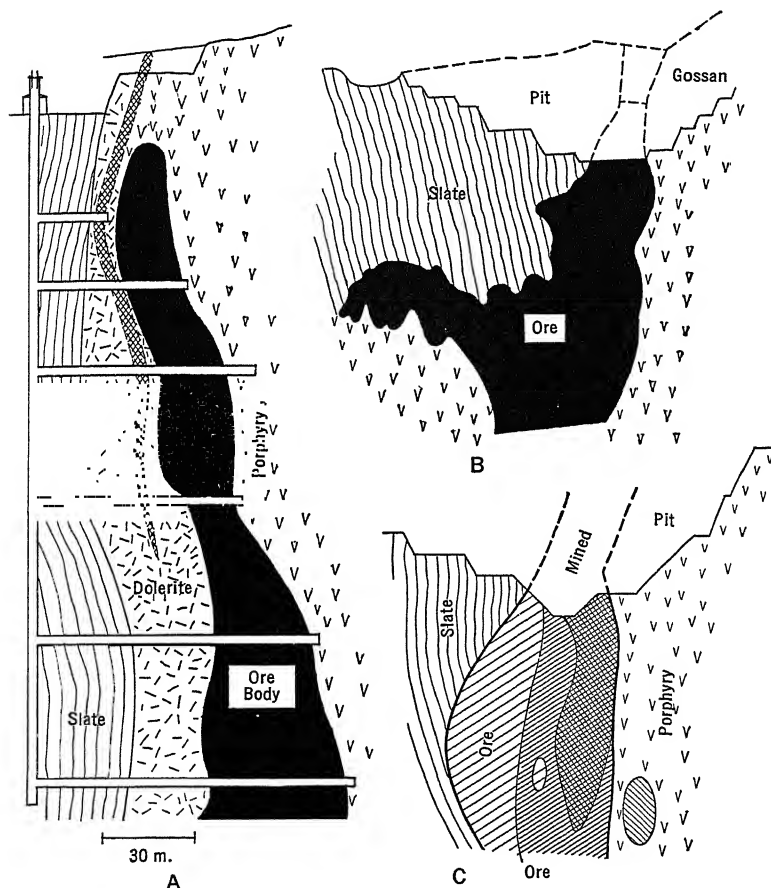 Porphyry
Dolerite
Ore
Body
Slate
30 m.
A
Pit
Gossan
Slate
Ore
B
Mined
Pit
Slate
Ore
Porphyry
C
Ore